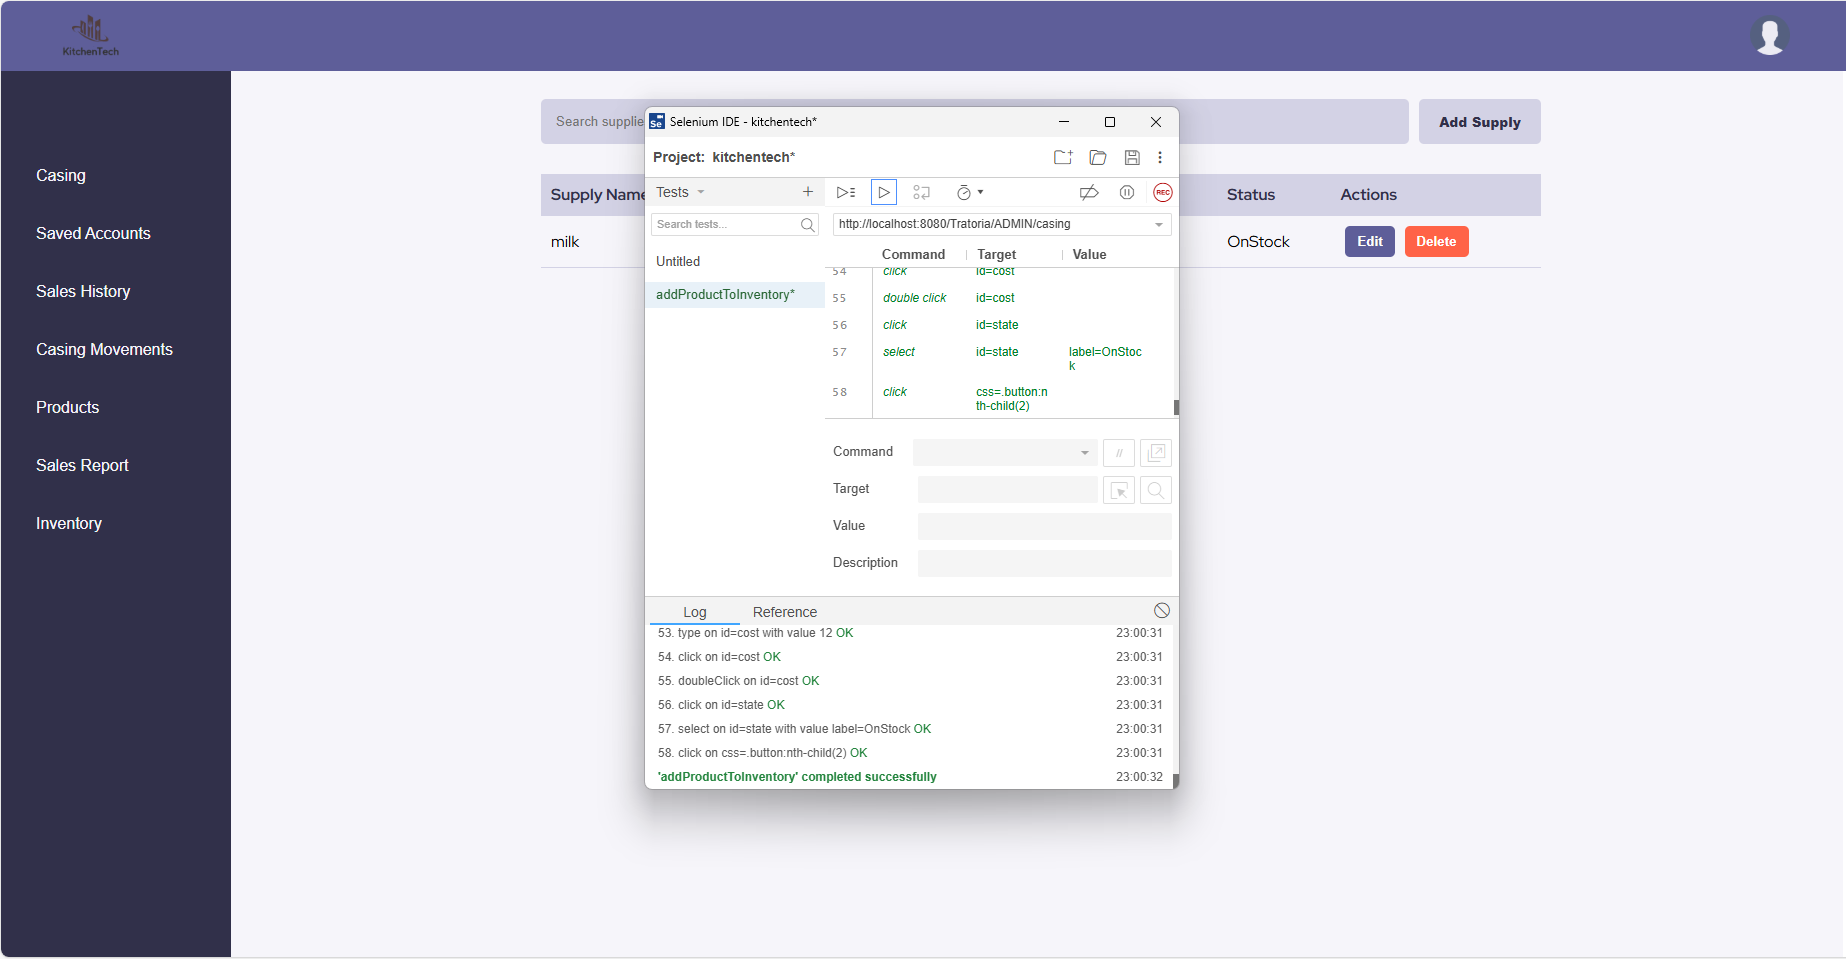 KitchenTech
Casing
Saved Accounts
Sales History
Casing Movements
Products
Sales Report
Inventory
Search supplie
Add Supply
Supply Name
Status
Actions
milk
OnStock
Edit
Delete
Se
Selenium IDE - kitchentech*
Project: kitchentech*
Tests
REC
Search tests...
http://localhost:8080/Tratoria/ADMIN/casing
Untitled
addProductToInventory*
Command Target Value
54 click id=cost
55 double click id=cost
56 click id=state
57 select id=state label=OnStoc
k
58 click css=.button:n
th-child(2)
Command
//
Target
Value
Description
Log Reference
53. type on id=cost with value 12 OK 23:00:31
54. click on id=cost OK 23:00:31
55. doubleClick on id=cost OK 23:00:31
56. click on id=state OK 23:00:31
57. select on id=state with value label=OnStock OK 23:00:31
58. click on css=.button:nth-child(2) OK 23:00:31
'addProductToInventory' completed successfully 23:00:32